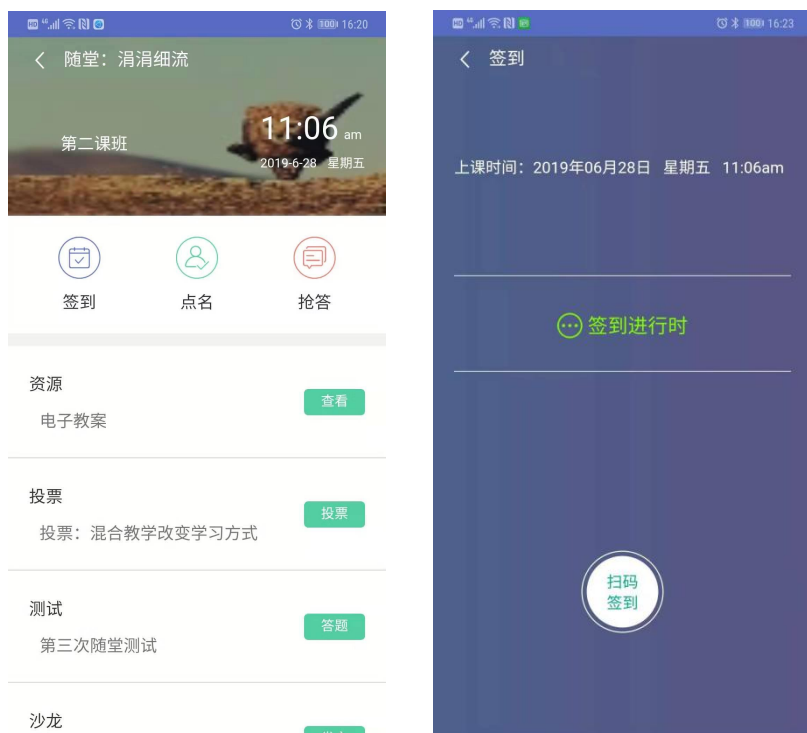 16:20
随堂：涓涓细流
第二课班
11:06 am
2019-6-28 星期五
签到 点名 抢答
资源
查看
电子教案
投票
投票
投票：混合教学改变学习方式
测试
答题
第三次随堂测试
沙龙
16:23
签到
上课时间：2019年06月28日 星期五 11:06am
签到进行时
扫码
签到